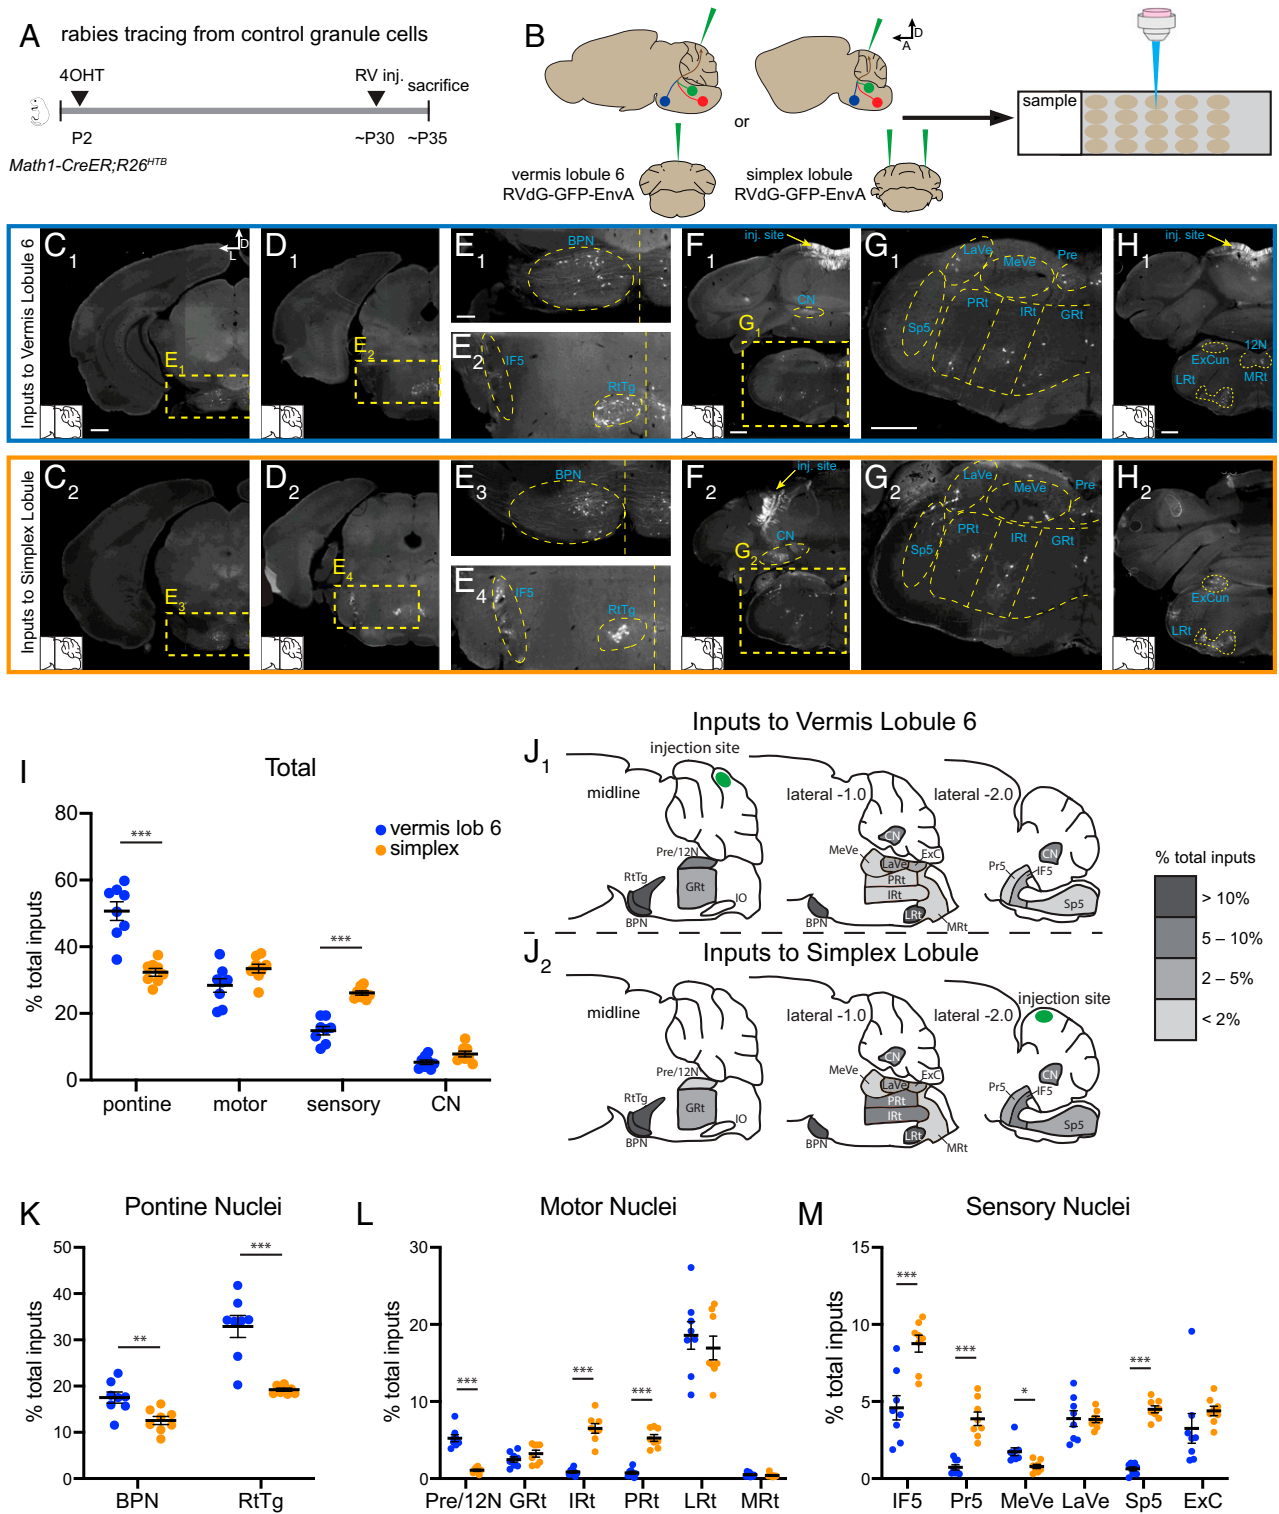 A rabies tracing from control granule cells
4OHT
RV inj.
sacrifice
P2
~P30
~P35
Math1-CreER;R26HTB
B
D
A
or
sample
vermis lobule 6
RVdG-GFP-EnvA
simplex lobule
RVdG-GFP-EnvA
Inputs to Vermis Lobule 6
C1
D
L
E1
D1
E2
E1
BPN
E2
IF5
RtTg
F1
inj. site
CN
G1
G1
LaVe
MeVe
Pre
PRt
IRt
GRt
Sp5
H1
inj. site
12N
ExCun
LRt
MRt
Inputs to Simplex Lobule
C2
E3
D2
E4
E3
BPN
E4
IF5
RtTg
F2
inj. site
CN
G2
G2
LaVe
MeVe
Pre
PRt
IRt
GRt
Sp5
H2
ExCun
LRt
I
Total
80
60
40
20
0
% total inputs
***
***
vermis lob 6
simplex
pontine
motor
sensory
CN
Inputs to Vermis Lobule 6
J1
injection site
midline
lateral -1.0
lateral -2.0
Pre/12N
RtTg
GRt
IO
BPN
CN
MeVe
LaVe
ExC
PRt
IRt
LRt
BPN
MRt
CN
Pr5
IF5
Sp5
J2
Inputs to Simplex Lobule
injection site
midline
lateral -1.0
lateral -2.0
Pre/12N
RtTg
GRt
IO
BPN
CN
MeVe
LaVe
ExC
PRt
IRt
LRt
BPN
MRt
CN
Pr5
IF5
Sp5
% total inputs
> 10%
5 – 10%
2 – 5%
< 2%
K
Pontine Nuclei
50
40
30
20
10
0
% total inputs
**
***
BPN
RtTg
L
Motor Nuclei
30
20
10
0
% total inputs
***
***
***
Pre/12N
GRt
IRt
PRt
LRt
MRt
M
Sensory Nuclei
15
10
5
0
% total inputs
***
***
*
***
IF5
Pr5
MeVe
LaVe
Sp5
ExC